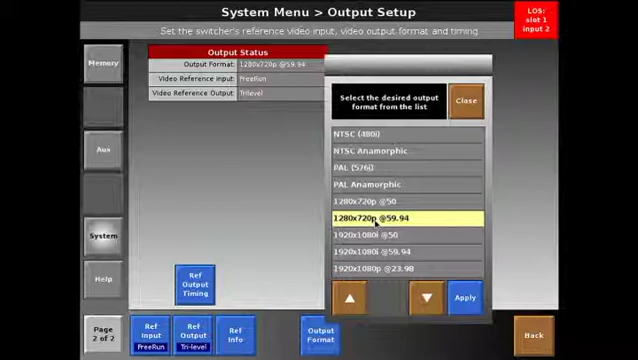 System Menu > Output Setup
Set the switcher's reference video input, video output format and timing.
LOS:
slot 1
input 2
Memory
Aux
System
Help
Page
2 of 2
Output Status
Output Format: 1280x720p @59.94
Video Reference Input: FreeRun
Video Reference Output: Trilevel
Select the desired output
format from the list
Close
NTSC (480i)
NTSC Anamorphic
PAL (576i)
PAL Anamorphic
1280x720p @50
1280x720p @59.94
1920x1080i @50
1920x1080i @59.94
1920x1080p @23.98
Apply
Ref
Output
Timing
Ref
Input
FreeRun
Ref
Output
Tri-level
Ref
Info
Output
Format
Back